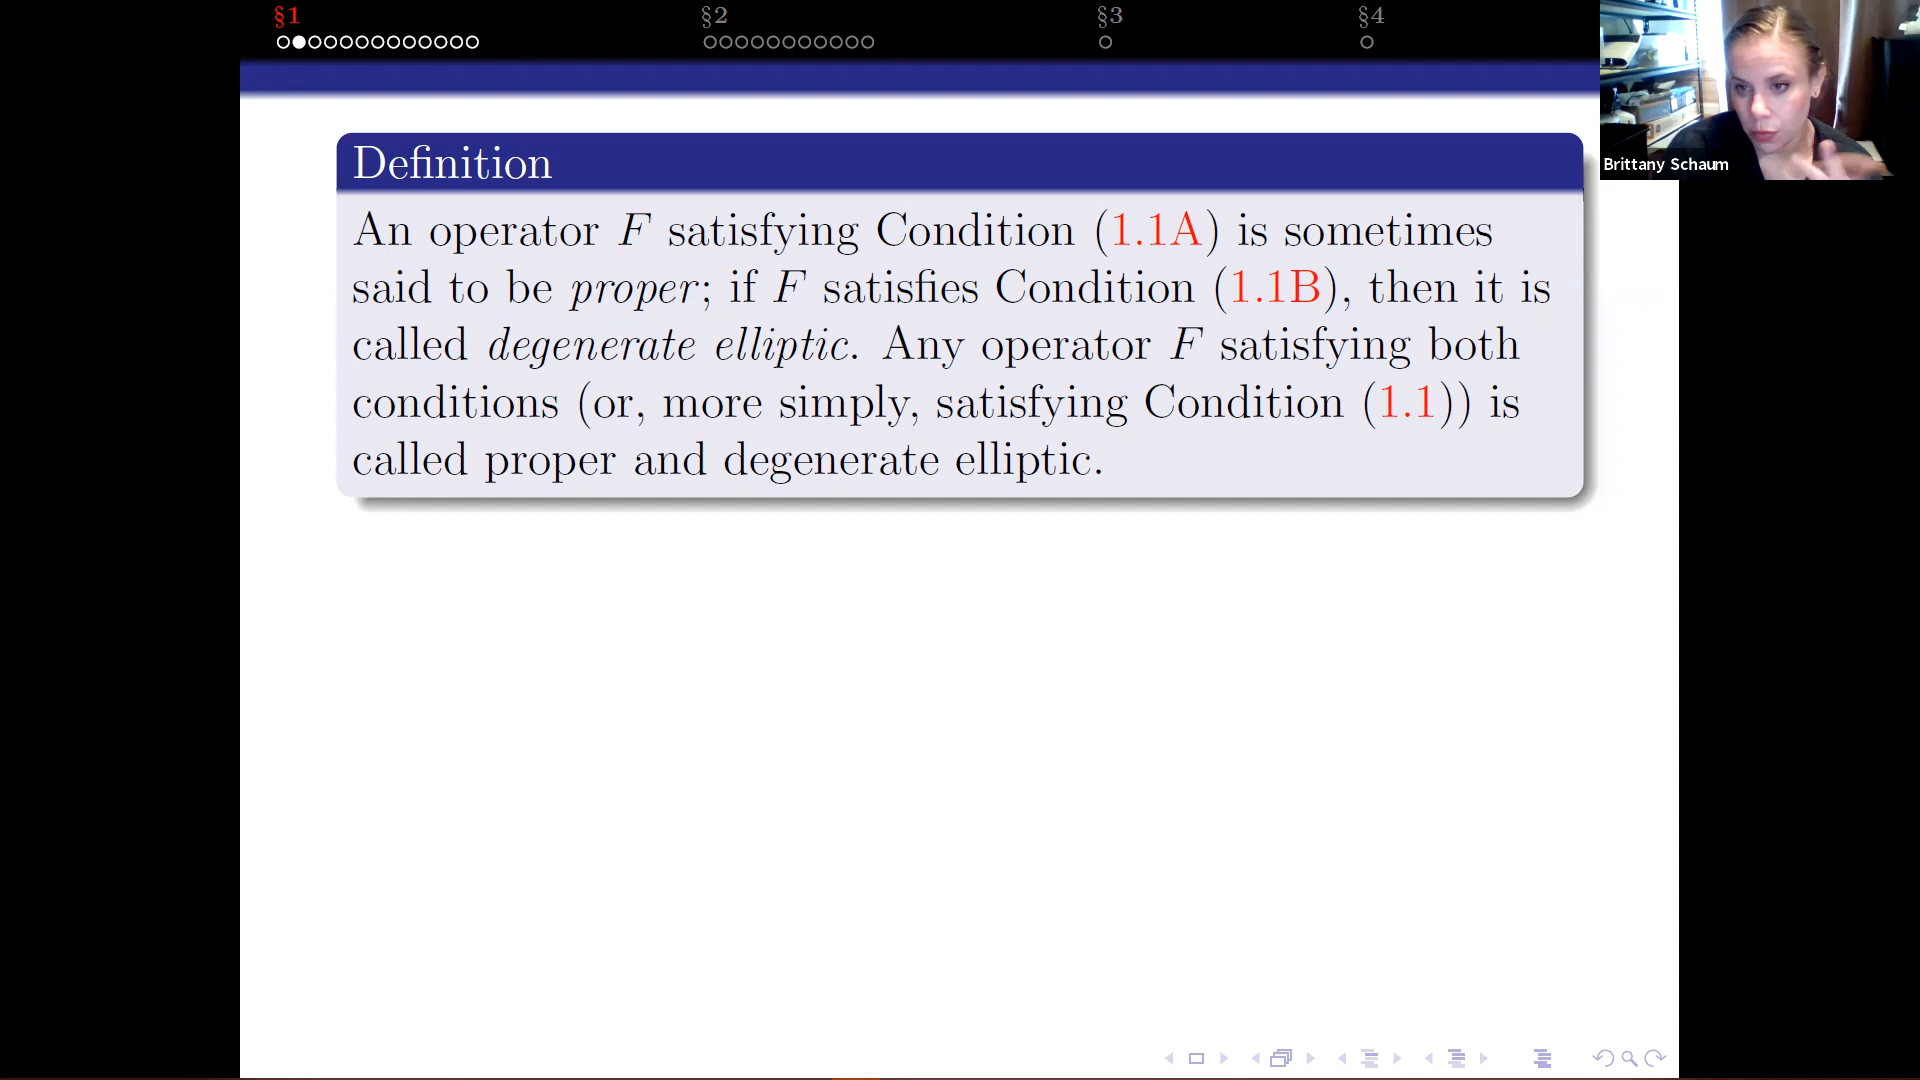 §1 §2 §3 §4
Brittany Schaum
Definition
An operator F satisfying Condition (1.1A) is sometimes
said to be proper; if F satisfies Condition (1.1B), then it is
called degenerate elliptic. Any operator F satisfying both
conditions (or, more simply, satisfying Condition (1.1)) is
called proper and degenerate elliptic.